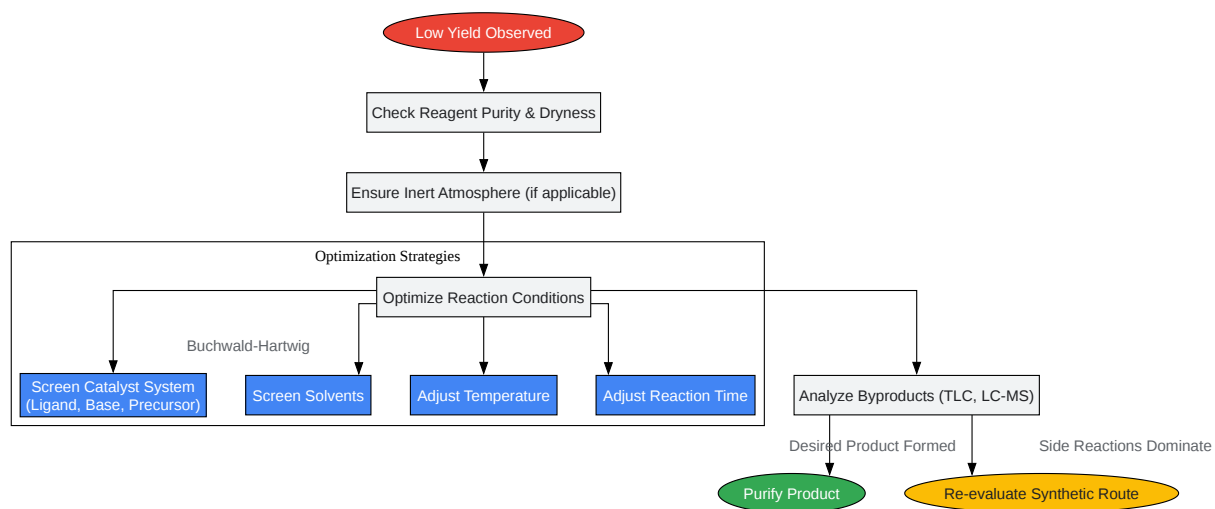 Low Yield Observed
Check Reagent Purity & Dryness
Ensure Inert Atmosphere (if applicable)
Optimization Strategies
Optimize Reaction Conditions
Buchwald-Hartwig
Screen Catalyst System
(Ligand, Base, Precursor)
Screen Solvents
Adjust Temperature
Adjust Reaction Time
Analyze Byproducts (TLC, LC-MS)
Desired Product Formed
Side Reactions Dominate
Purify Product
Re-evaluate Synthetic Route